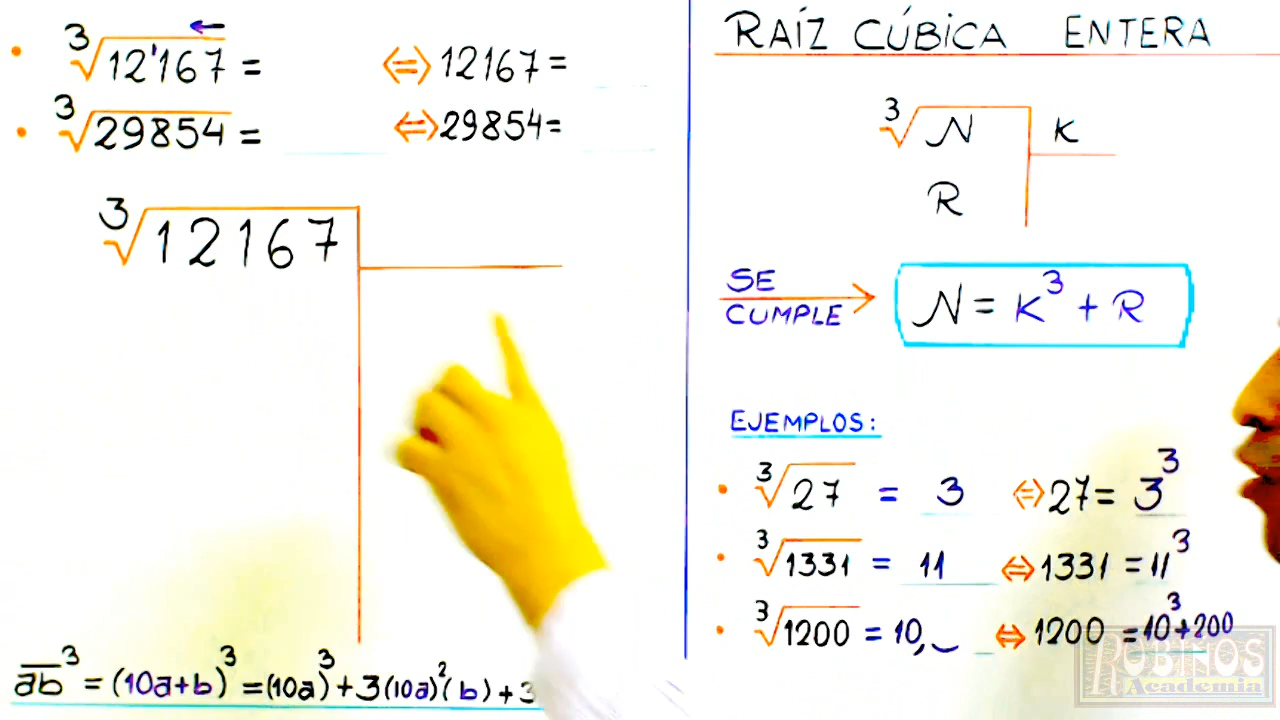 • ∛12'167 = ⇔ 12167 =
• ∛29854 = ⇔ 29854 =
∛12167
ab³ = (10a+b)³ = (10a)³ + 3(10a)²(b) + 3
RAÍZ CÚBICA ENTERA
∛N K
R
SE CUMPLE → N = K³ + R
EJEMPLOS:
• ∛27 = 3 ⇔ 27 = 3³
• ∛1331 = 11 ⇔ 1331 = 11³
• ∛1200 = 10, ⇔ 1200 = 10³+200
ROBINOS
Academia